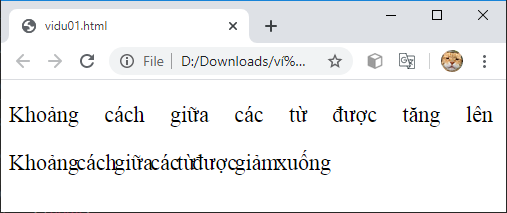 vidu01.html
File | D:/Downloads/ví%...
Khoảng cách giữa các từ được tăng lên
Khoảngcáchgiữacáctừđượcgiảmxuống